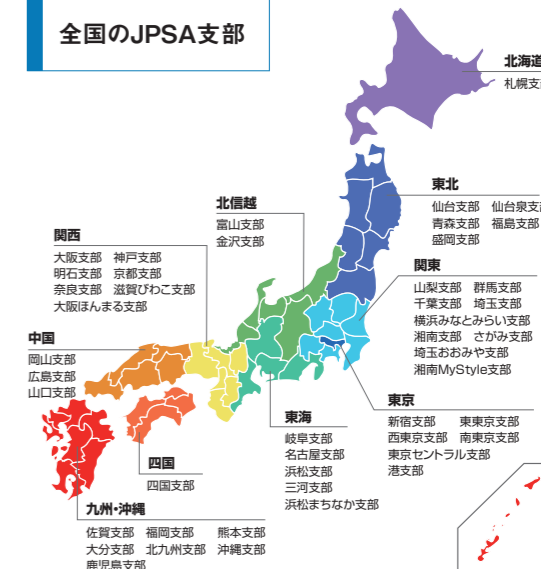 全国のJPSA支部
北海道
札幌支
東北
仙台支部 仙台泉支
青森支部 福島支部
盛岡支部
北信越
富山支部
金沢支部
関西
大阪支部 神戸支部
明石支部 京都支部
奈良支部 滋賀びわこ支部
大阪ほんまる支部
関東
山梨支部 群馬支部
千葉支部 埼玉支部
横浜みなとみらい支部
湘南支部 さがみ支部
埼玉おおみや支部
湘南MyStyle支部
中国
岡山支部
広島支部
山口支部
東京
新宿支部 東東京支部
西東京支部 南東京支部
東京セントラル支部
港支部
東海
岐阜支部
名古屋支部
浜松支部
三河支部
浜松まちなか支部
四国
四国支部
九州・沖縄
佐賀支部 福岡支部 熊本支部
大分支部 北九州支部 沖縄支部
鹿児島支部